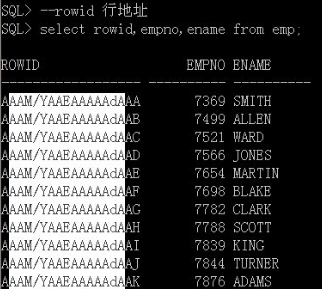 SQL> --rowid 行地址
SQL> select rowid,empno,ename from emp;
ROWID EMPNO ENAME
------------------ ---------- ----------
AAAM/YAAEAAAAAdAAA 7369 SMITH
AAAM/YAAEAAAAAdAAB 7499 ALLEN
AAAM/YAAEAAAAAdAAC 7521 WARD
AAAM/YAAEAAAAAdAAD 7566 JONES
AAAM/YAAEAAAAAdAAE 7654 MARTIN
AAAM/YAAEAAAAAdAAF 7698 BLAKE
AAAM/YAAEAAAAAdAAG 7782 CLARK
AAAM/YAAEAAAAAdAAH 7788 SCOTT
AAAM/YAAEAAAAAdAAI 7839 KING
AAAM/YAAEAAAAAdAAJ 7844 TURNER
AAAM/YAAEAAAAAdAAK 7876 ADAMS